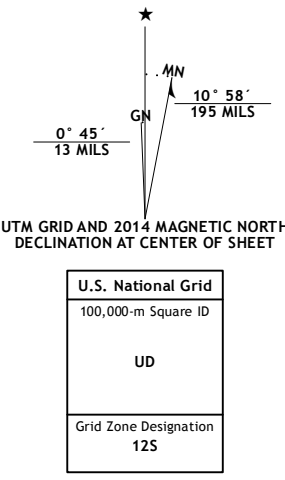 MN
GN
10° 58´
195 MILS
0° 45´
13 MILS
UTM GRID AND 2014 MAGNETIC NORTH
DECLINATION AT CENTER OF SHEET
U.S. National Grid
100,000-m Square ID
UD
Grid Zone Designation
12S